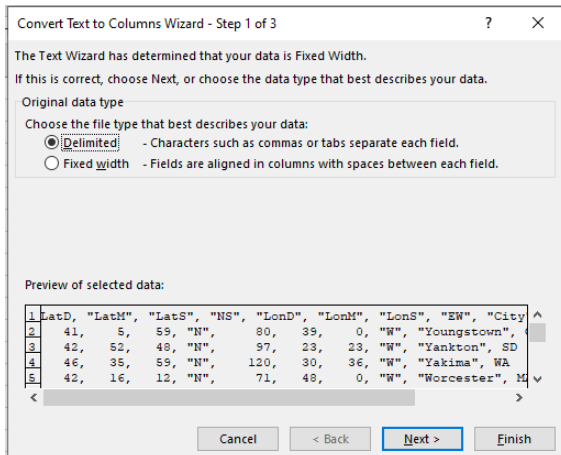 Convert Text to Columns Wizard - Step 1 of 3 ? ×
The Text Wizard has determined that your data is Fixed Width.
If this is correct, choose Next, or choose the data type that best describes your data.
Original data type
Choose the file type that best describes your data:
Delimited - Characters such as commas or tabs separate each field.
Fixed width - Fields are aligned in columns with spaces between each field.
Preview of selected data:
1 LatD, "LatM", "LatS", "NS", "LonD", "LonM", "LonS", "EW", "City"
2 41, 5, 59, "N", 80, 39, 0, "W", "Youngstown",
3 42, 52, 48, "N", 97, 23, 23, "W", "Yankton", SD
4 46, 35, 59, "N", 120, 30, 36, "W", "Yakima", WA
5 42, 16, 12, "N", 71, 48, 0, "W", "Worcester",
Cancel < Back Next > Finish